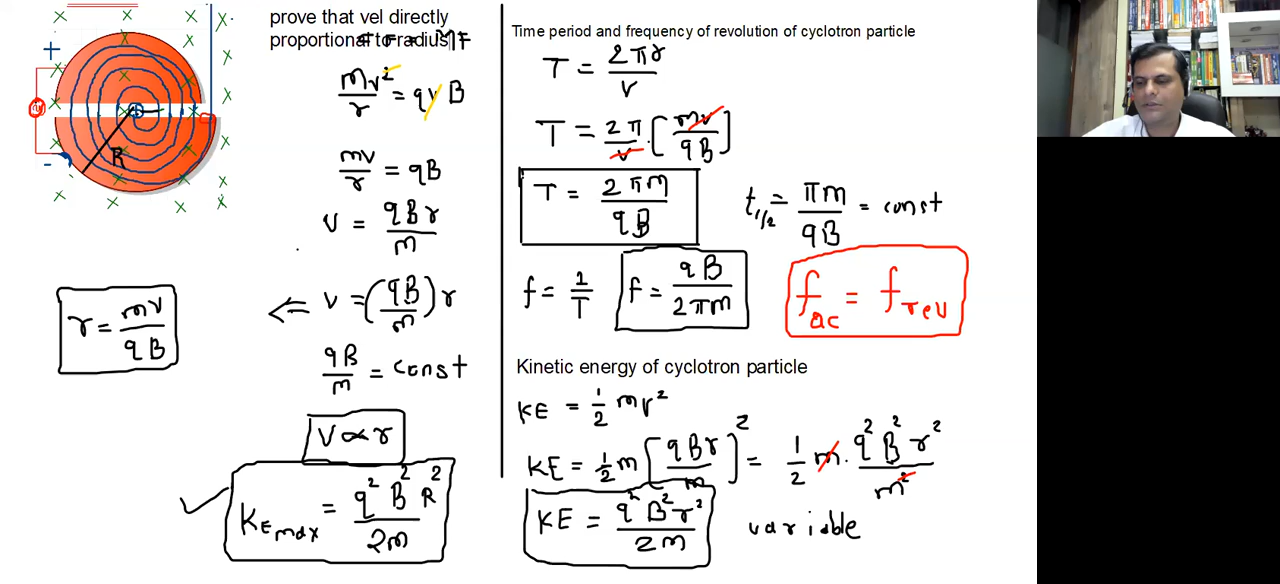 prove that vel directly
proportional to radius
= MF
mv²/r = qvB
mv/r = qB
v = qBr/m
⇐ v = (qB/m)r
qB/m = const
V ∝ r
KEmax = q²B²R²/2m
r = mv/qB
+
-
R
Time period and frequency of revolution of cyclotron particle
T = 2πr/v
T = 2π/v · [mv/qB]
T = 2πm/qB
t1/2 = πm/qB = const
f = 1/T
f = qB/2πm
fac = frev
Kinetic energy of cyclotron particle
KE = 1/2 mv²
KE = 1/2 m [qBr/m]² = 1/2 m · q²B²r²/m²
KE = q²B²r²/2m
variable